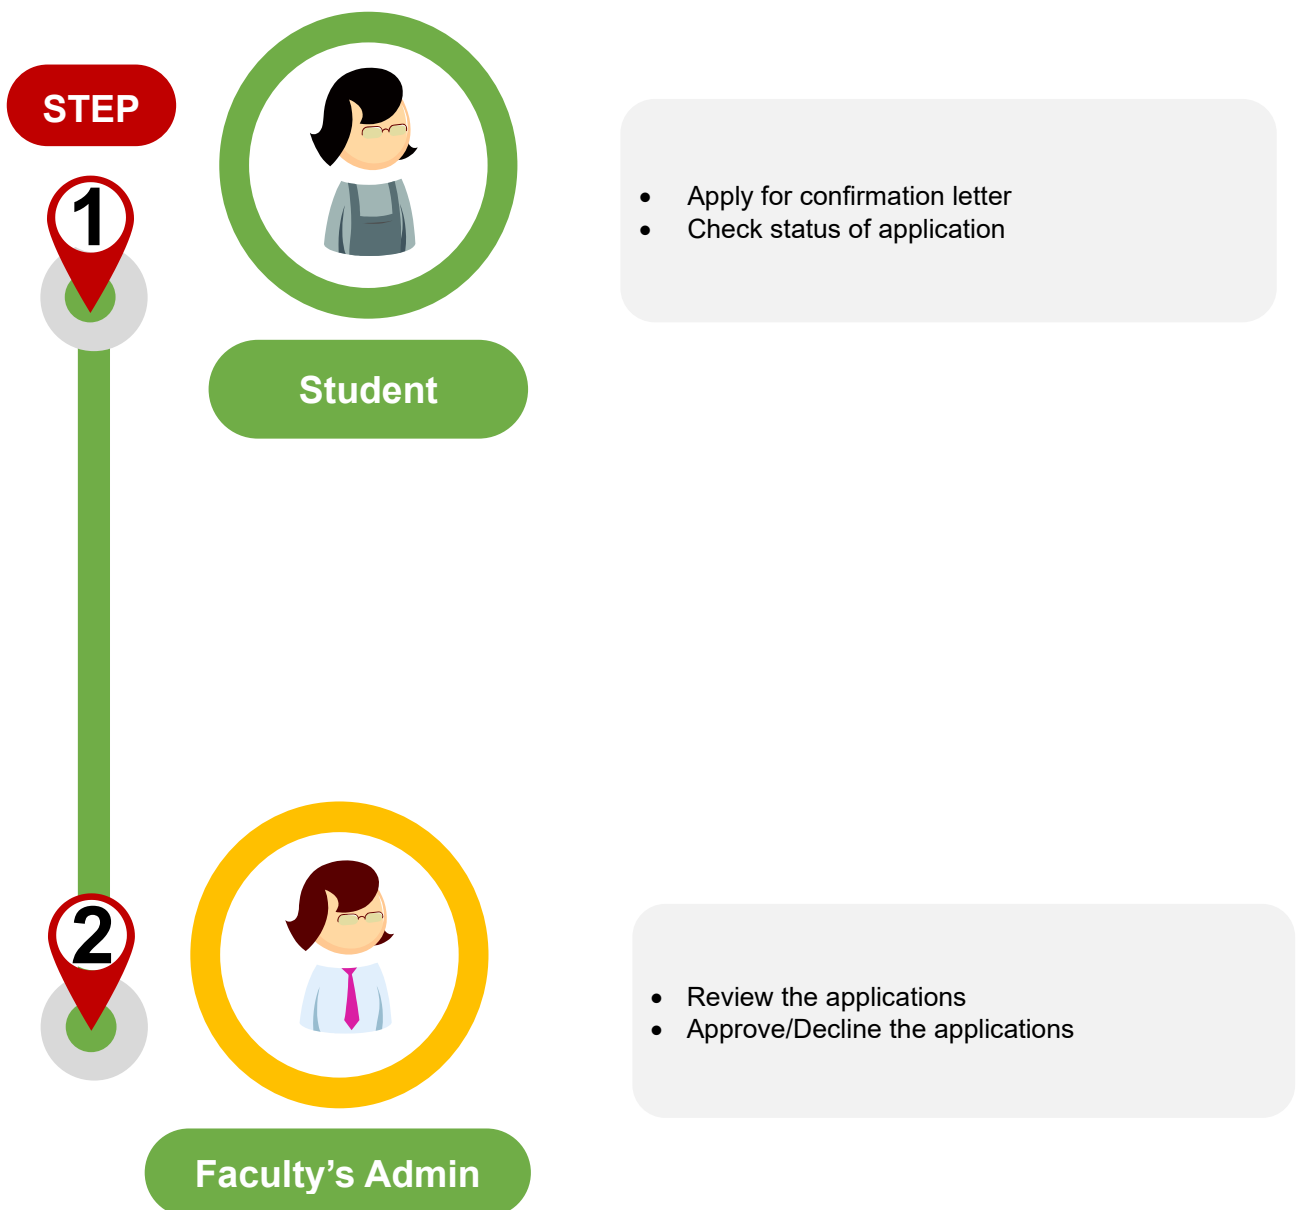 STEP
1
• Apply for confirmation letter
• Check status of application
Student
2
• Review the applications
• Approve/Decline the applications
Faculty’s Admin